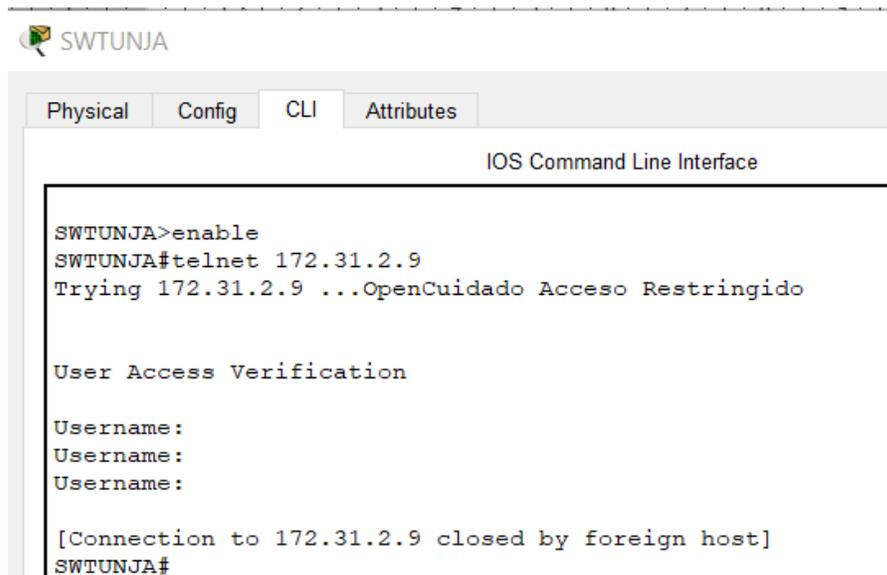 SWTUNJA
Physical Config CLI Attributes
IOS Command Line Interface
SWTUNJA>enable
SWTUNJA#telnet 172.31.2.9
Trying 172.31.2.9 ...OpenCuidado Acceso Restringido
User Access Verification
Username:
Username:
Username:
[Connection to 172.31.2.9 closed by foreign host]
SWTUNJA#